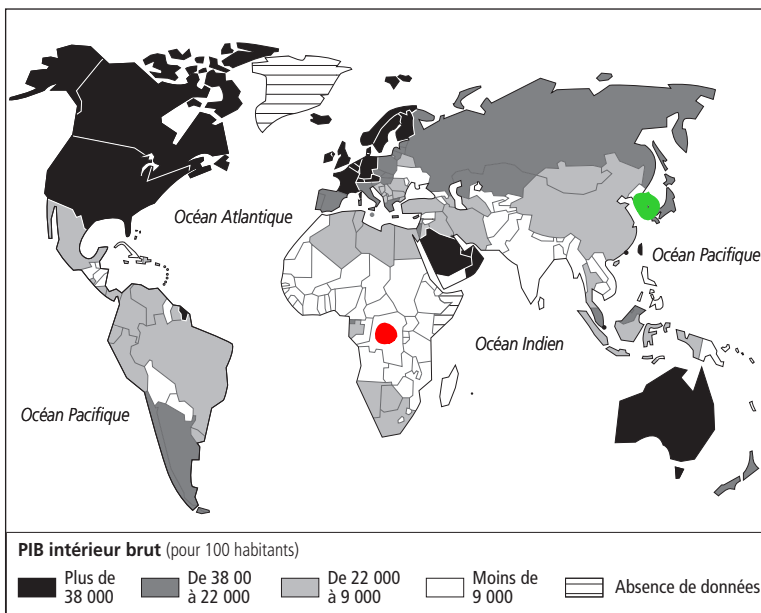 Océan Atlantique
Océan Pacifique
Océan Indien
Océan Pacifique
PIB intérieur brut (pour 100 habitants)
Plus de
38 000
De 38 00
à 22 000
De 22 000
à 9 000
Moins de
9 000
Absence de données